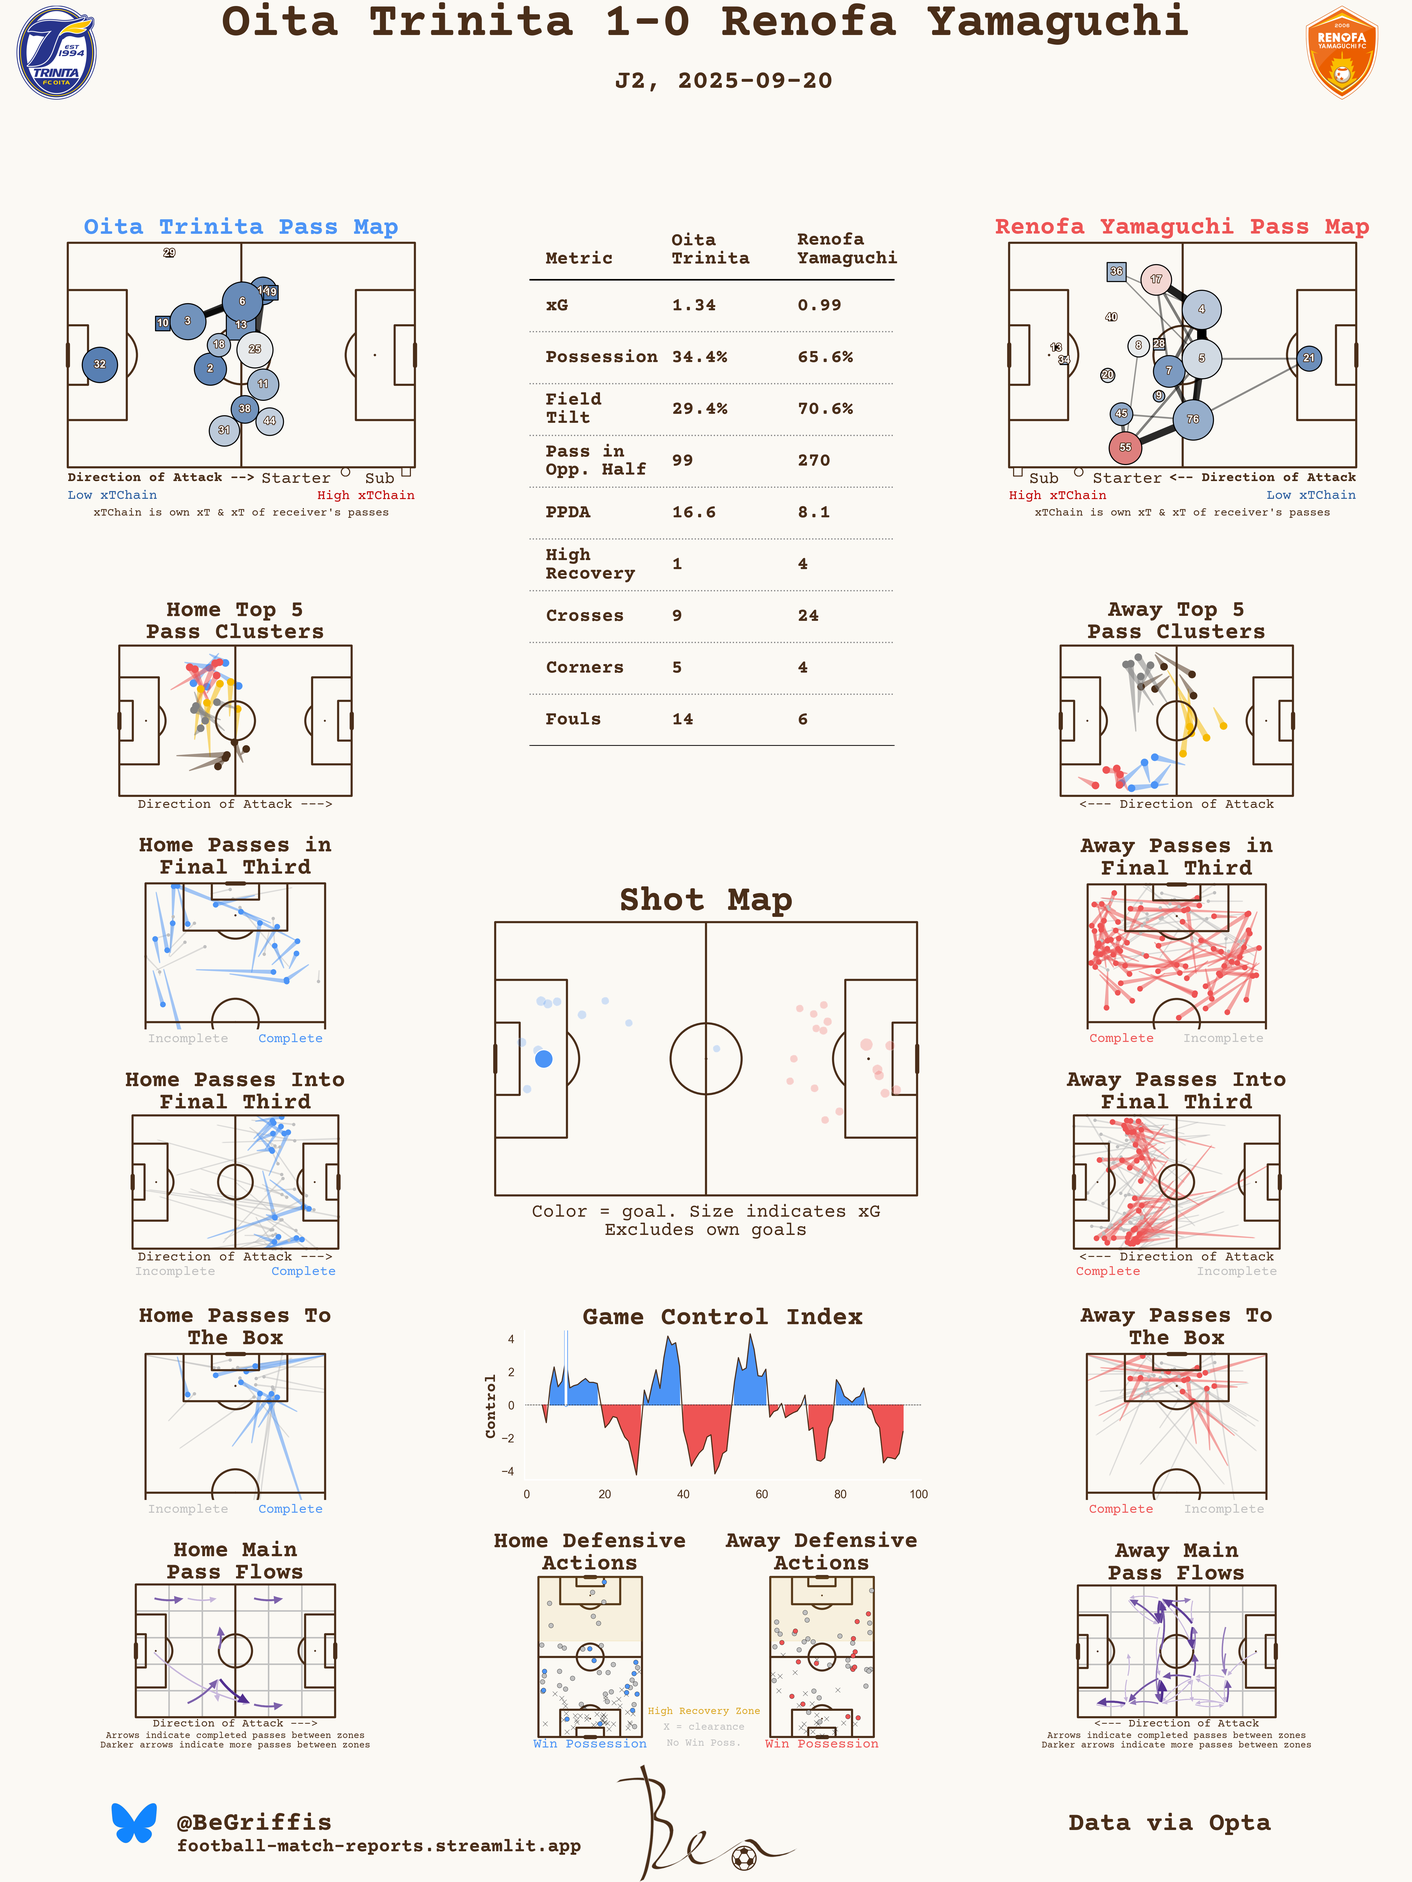 Oita Trinita 1-0 Renofa Yamaguchi
J2, 2025-09-20
EST
1994
TRINITA
FC OITA
2006
RENOFA
YAMAGUCHI FC
Oita Trinita Pass Map
29
14
19
6
10
3
13
18
25
32
2
11
38
44
31
Direction of Attack --> Starter Sub
Low xTChain High xTChain
xTChain is own xT & xT of receiver's passes
Metric Oita Trinita Renofa Yamaguchi
xG 1.34 0.99
Possession 34.4% 65.6%
Field Tilt 29.4% 70.6%
Pass in Opp. Half 99 270
PPDA 16.6 8.1
High Recovery 1 4
Crosses 9 24
Corners 5 4
Fouls 14 6
Renofa Yamaguchi Pass Map
36
17
4
40
13
34
8
28
5
21
20
7
9
45
76
55
Sub Starter <-- Direction of Attack
High xTChain Low xTChain
xTChain is own xT & xT of receiver's passes
Home Top 5
Pass Clusters
Direction of Attack --->
Away Top 5
Pass Clusters
<--- Direction of Attack
Home Passes in
Final Third
Incomplete Complete
Away Passes in
Final Third
Complete Incomplete
Shot Map
Color = goal. Size indicates xG
Excludes own goals
Home Passes Into
Final Third
Direction of Attack --->
Incomplete Complete
Away Passes Into
Final Third
<--- Direction of Attack
Complete Incomplete
Home Passes To
The Box
Incomplete Complete
Game Control Index
Control
4
2
0
−2
−4
0 20 40 60 80 100
Away Passes To
The Box
Complete Incomplete
Home Main
Pass Flows
Direction of Attack --->
Arrows indicate completed passes between zones
Darker arrows indicate more passes between zones
Home Defensive
Actions
Win Possession
High Recovery Zone
X = clearance
No Win Poss.
Away Defensive
Actions
Win Possession
Away Main
Pass Flows
<--- Direction of Attack
Arrows indicate completed passes between zones
Darker arrows indicate more passes between zones
@BeGriffis
football-match-reports.streamlit.app
Ben
Data via Opta